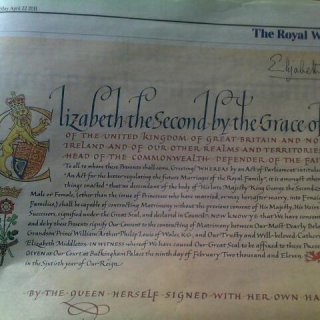 day April 22 2011
The Royal W
Elizabeth
Elizabeth the Second by the Grace o
OF THE UNITED KINGDOM OF GREAT BRITAIN AND NO
IRELAND AND OF OUR OTHER REALMS AND TERRITORIES
HEAD OF THE COMMONWEALTH DEFENDER OF THE FAI
To all to whom these Presents shall come, Greeting! WHEREAS by an Act of Parliament intitule
"An Act for the better regulating the future Marriages of the Royal Family" it is amongst othe
things enacted "that no descendant of the body of His late Majesty King George the Second
Male or Female, (other than the issue of Princesses who have married, or may hereafter marry, into F
Families) shall be capable of contracting Matrimony without the previous consent of His Majesty, His He
Successors, signified under the Great Seal, and declared in Council NOW KNOW YE that We have consen
and do by these Presents signify Our Consent to the contracting of Matrimony between Our Most Dearly Belo
Grandson Prince William Arthur Philip Louis of Wales, K.G., and Our Trusty and Well-beloved Cather
Elizabeth Middleton. IN WITNESS whereof We have caused Our Great Seal to be affixed to these Prese
GIVEN at Our Court at Buckingham Palace the ninth day of February Two thousand and Eleven
in the Sixtieth year of Our Reign.
BY THE QUEEN HERSELF SIGNED WITH HER OWN HA